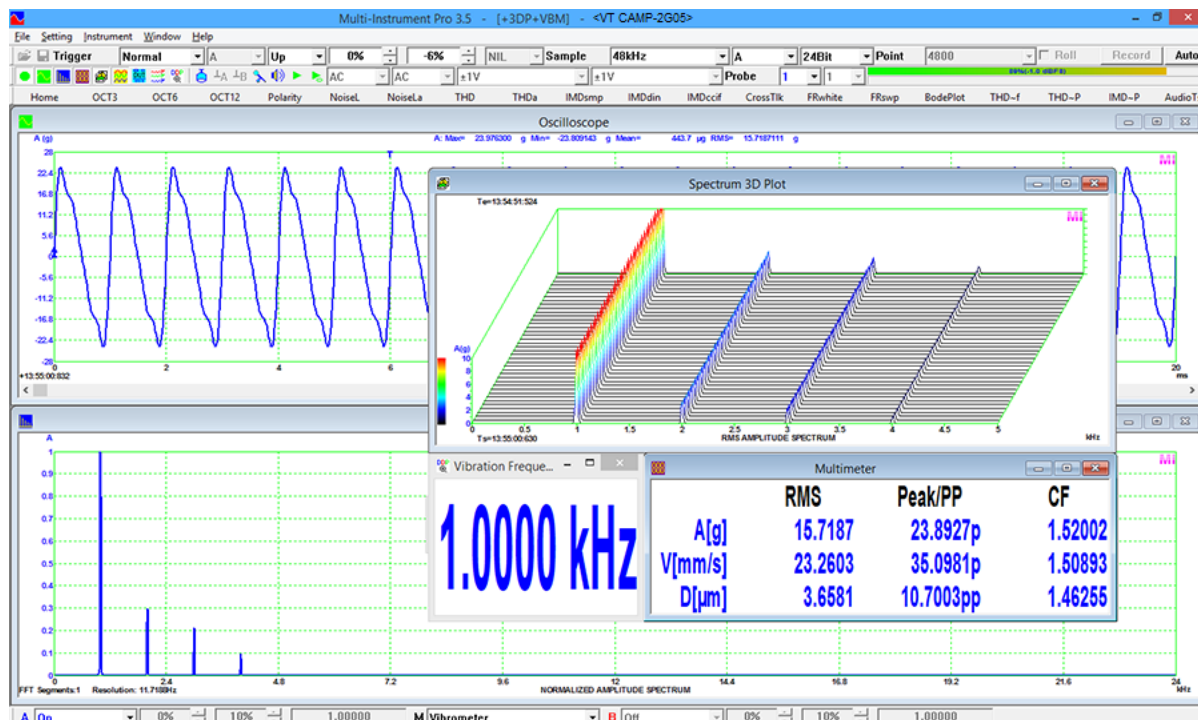 Multi-Instrument Pro 3.5 - [+3DP+VBM] - <VT CAMP-2G05>
File Setting Instrument Window Help
Trigger Normal A Up 0% -6% NIL Sample 48kHz A 24Bit Point 4800 Roll Record Auto
AC AC ±1V ±1V Probe 1 1 89%(-1.0 dBFS)
Home OCT3 OCT6 OCT12 Polarity NoiseL NoiseLa THD THDa IMDsmp IMDdin IMDccif CrossTlk FRwhite FRswp BodePlot THD~f THD~P IMD~P AudioT
Oscilloscope
A (g) A: Max= 23.976300 g Min= -23.809143 g Mean= 443.7 µg RMS= 15.7187111 g
28
22.4
16.8
11.2
5.6
0
-5.6
-11.2
-16.8
-22.4
-28
0 2 4 6 20
+13:55:00:832 ms
Spectrum 3D Plot
Te=13:54:51:524
MI
A(g)
10
8
6
4
2
0
0 0.5 1 1.5 2 2.5 3 3.5 4 4.5 5
Ts=13:55:00:630 RMS AMPLITUDE SPECTRUM kHz
A
1
0.9
0.8
0.7
0.6
0.5
0.4
0.3
0.2
0.1
0
0 2.4 4.8 7.2 9.6 12 14.4 16.8 19.2 21.6 24
FFT Segments:1 Resolution: 11.7188Hz NORMALIZED AMPLITUDE SPECTRUM kHz
Vibration Freque...
1.0000 kHz
Multimeter
RMS Peak/PP CF
A[g] 15.7187 23.8927p 1.52002
V[mm/s] 23.2603 35.0981p 1.50893
D[µm] 3.6581 10.7003pp 1.46255
A On 0% 10% 1.00000 M Vibrometer B Off 0% 10% 1.00000